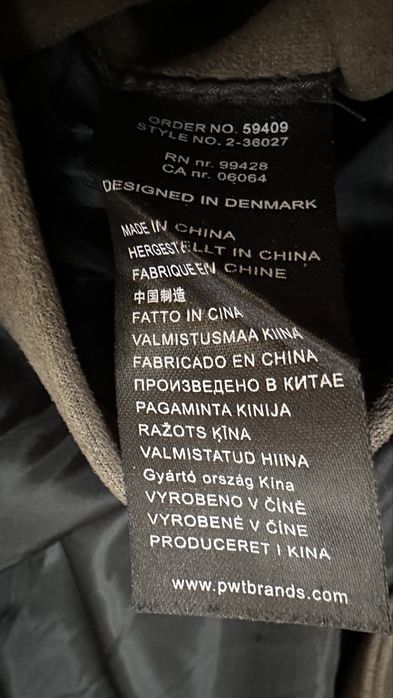 ORDER NO. 59409
STYLE NO. 2-36027
RN nr. 99428
CA nr. 06064
DESIGNED IN DENMARK
MADE IN CHINA
HERGESTELLT IN CHINA
FABRIQUE EN CHINE
中国制造
FATTO IN CINA
VALMISTUSMAA KIINA
FABRICADO EN CHINA
ПРОИЗВЕДЕНО В КИТАЕ
PAGAMINTA KINIJA
RAŽOTS ĶĪNA
VALMISTATUD HIINA
Gyártó ország Kína
VYROBENO V ČÍNĚ
VYROBENÉ V ČÍNE
PRODUCERET I KINA
www.pwtbrands.com